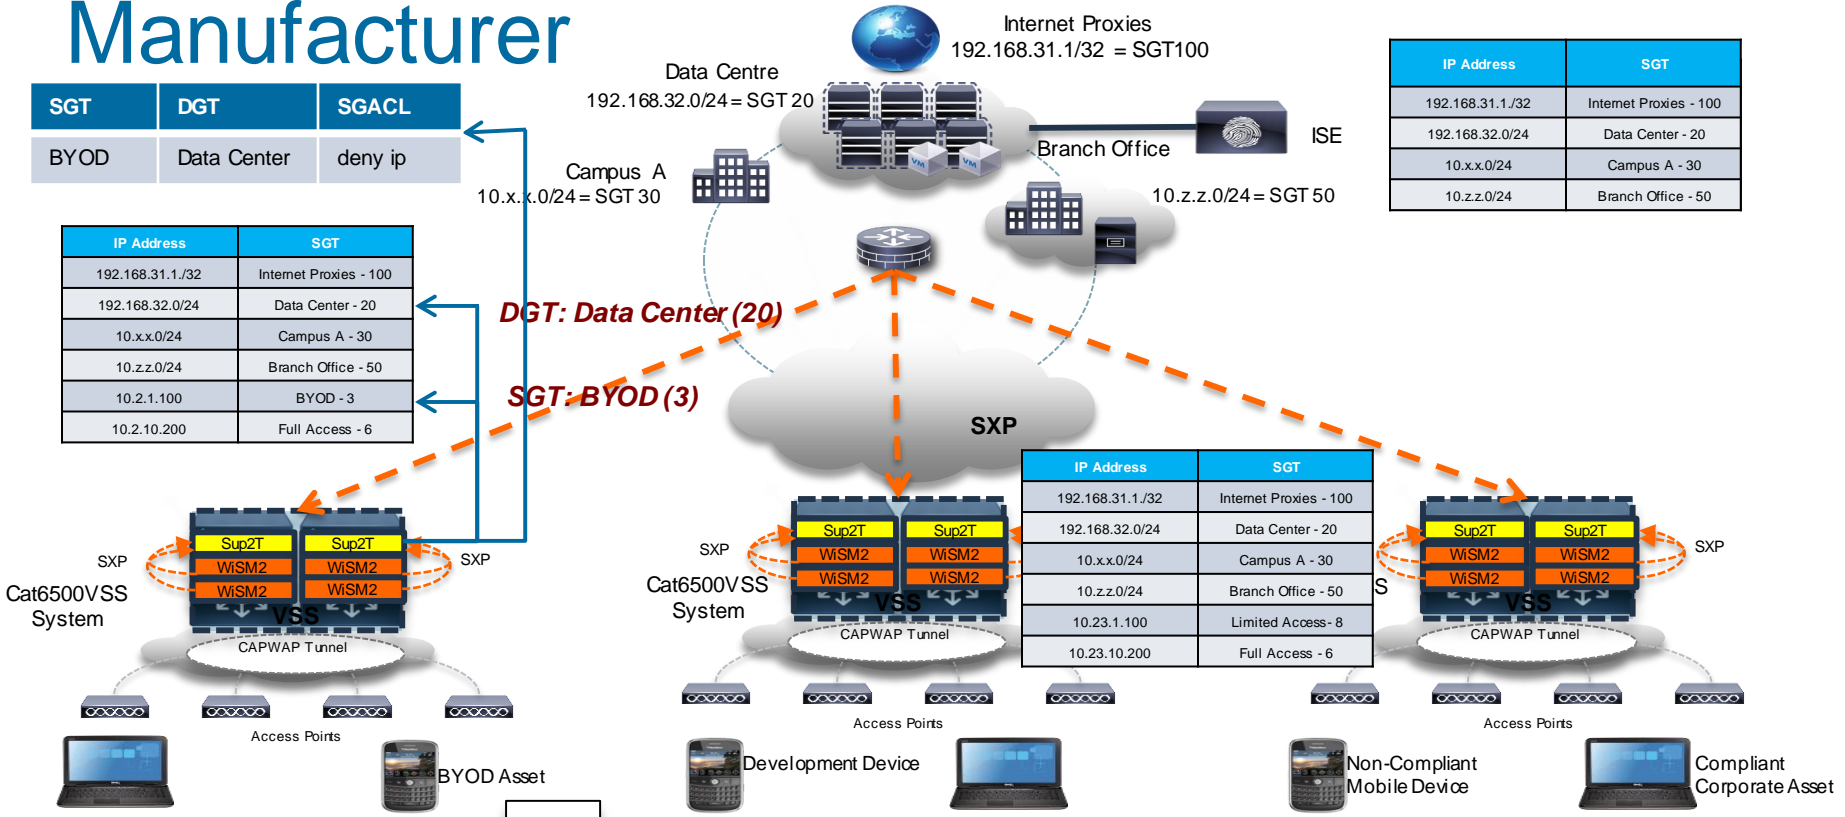 Manufacturer
SGT DGT SGACL
BYOD Data Center deny ip
Internet Proxies
192.168.31.1/32 = SGT100
Data Centre
192.168.32.0/24 = SGT 20
ISE
Branch Office
10.z.z.0/24 = SGT 50
Campus A
10.x.x.0/24 = SGT 30
VM VM
IP Address SGT
192.168.31.1./32 Internet Proxies - 100
192.168.32.0/24 Data Center - 20
10.x.x.0/24 Campus A - 30
10.z.z.0/24 Branch Office - 50
IP Address SGT
192.168.31.1./32 Internet Proxies - 100
192.168.32.0/24 Data Center - 20
10.x.x.0/24 Campus A - 30
10.z.z.0/24 Branch Office - 50
10.2.1.100 BYOD - 3
10.2.10.200 Full Access - 6
DGT: Data Center (20)
SGT: BYOD (3)
SXP
IP Address SGT
192.168.31.1./32 Internet Proxies - 100
192.168.32.0/24 Data Center - 20
10.x.x.0/24 Campus A - 30
10.z.z.0/24 Branch Office - 50
10.23.1.100 Limited Access - 8
10.23.10.200 Full Access - 6
SXP
Sup2T Sup2T
WiSM2 WiSM2
WiSM2 WiSM2
SXP
Cat6500VSS
System
VSS
CAPWAP Tunnel
Access Points
BYOD Asset
SXP
Sup2T Sup2T
WiSM2 WiSM2
WiSM2 WiSM2
Cat6500VSS
System
VSS
CAPWAP Tunnel
Access Points
Development Device
S
Sup2T Sup2T
WiSM2 WiSM2
WiSM2 WiSM2
SXP
VSS
CAPWAP Tunnel
Access Points
Non-Compliant
Mobile Device
Compliant
Corporate Asset